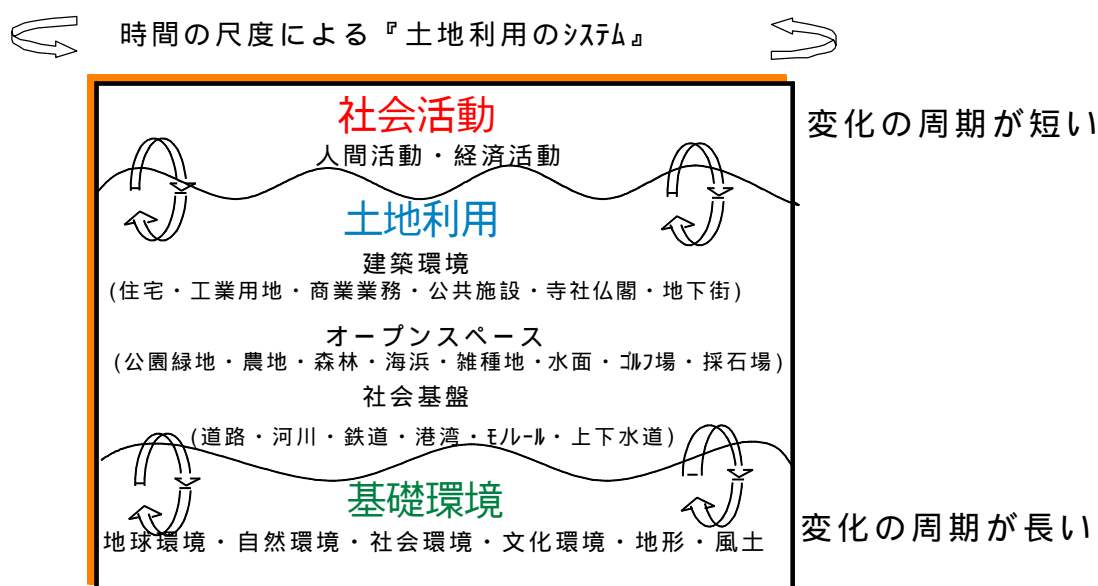 時間の尺度による『土地利用のｼｽﾃﾑ』
社会活動
変化の周期が短い
人間活動・経済活動
土地利用
建築環境
(住宅・工業用地・商業業務・公共施設・寺社仏閣・地下街)
オープンスペース
(公園緑地・農地・森林・海浜・雑種地・水面・ｺﾞﾙﾌ場・採石場)
社会基盤
(道路・河川・鉄道・港湾・ﾓﾉﾚｰﾙ・上下水道)
基礎環境
変化の周期が長い
地球環境・自然環境・社会環境・文化環境・地形・風土